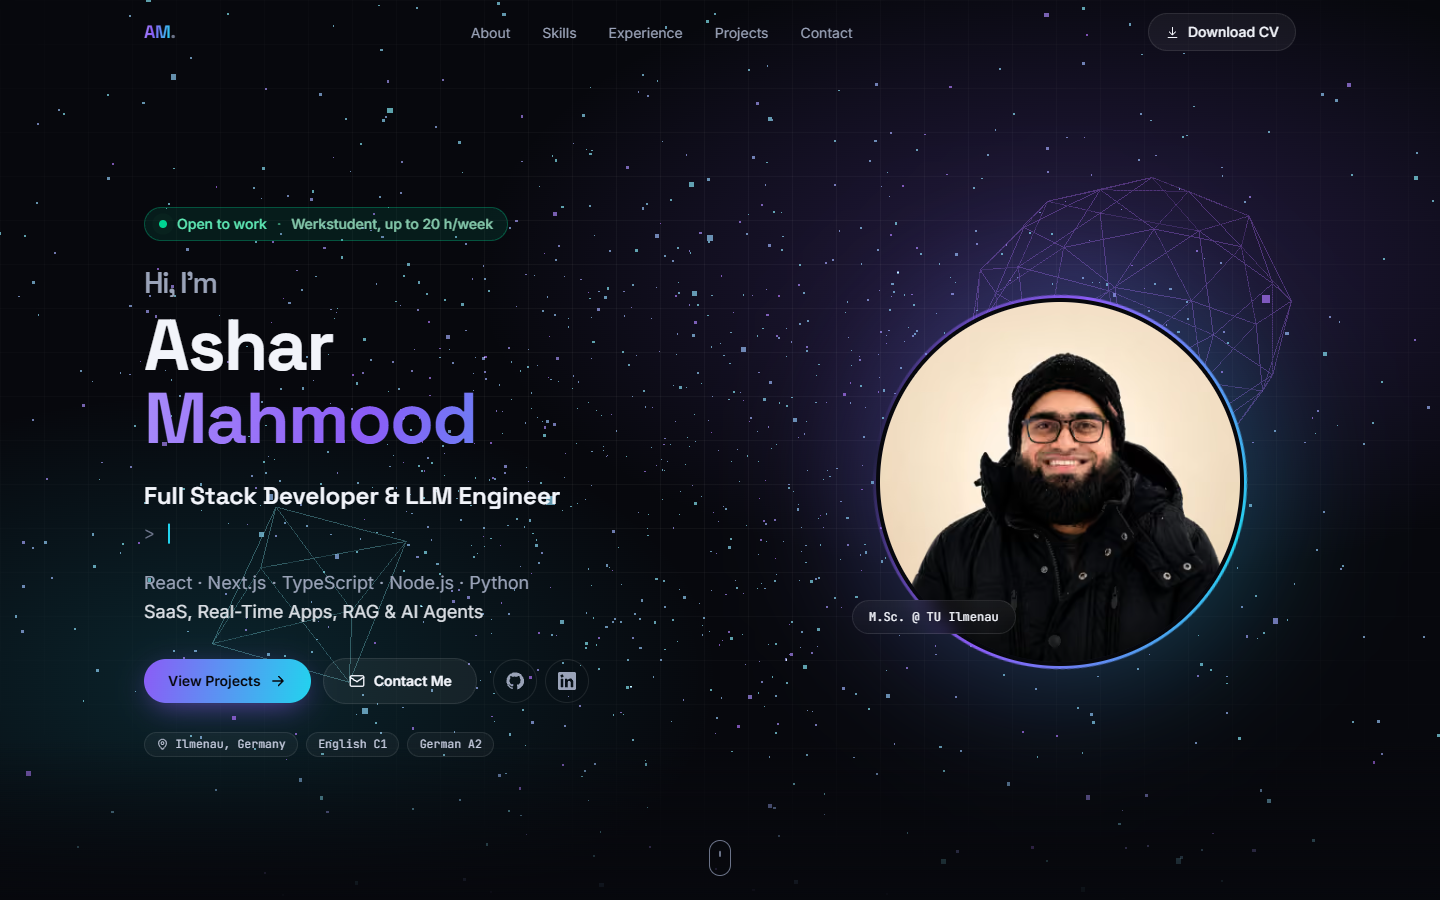 AM.
About
Skills
Experience
Projects
Contact
Download CV
Open to work · Werkstudent, up to 20 h/week
Hi, I'm
Ashar
Mahmood
Full Stack Developer & LLM Engineer
>
React · Next.js · TypeScript · Node.js · Python
SaaS, Real-Time Apps, RAG & AI Agents
M.Sc. @ TU Ilmenau
View Projects →
Contact Me
in
Ilmenau, Germany
English C1
German A2